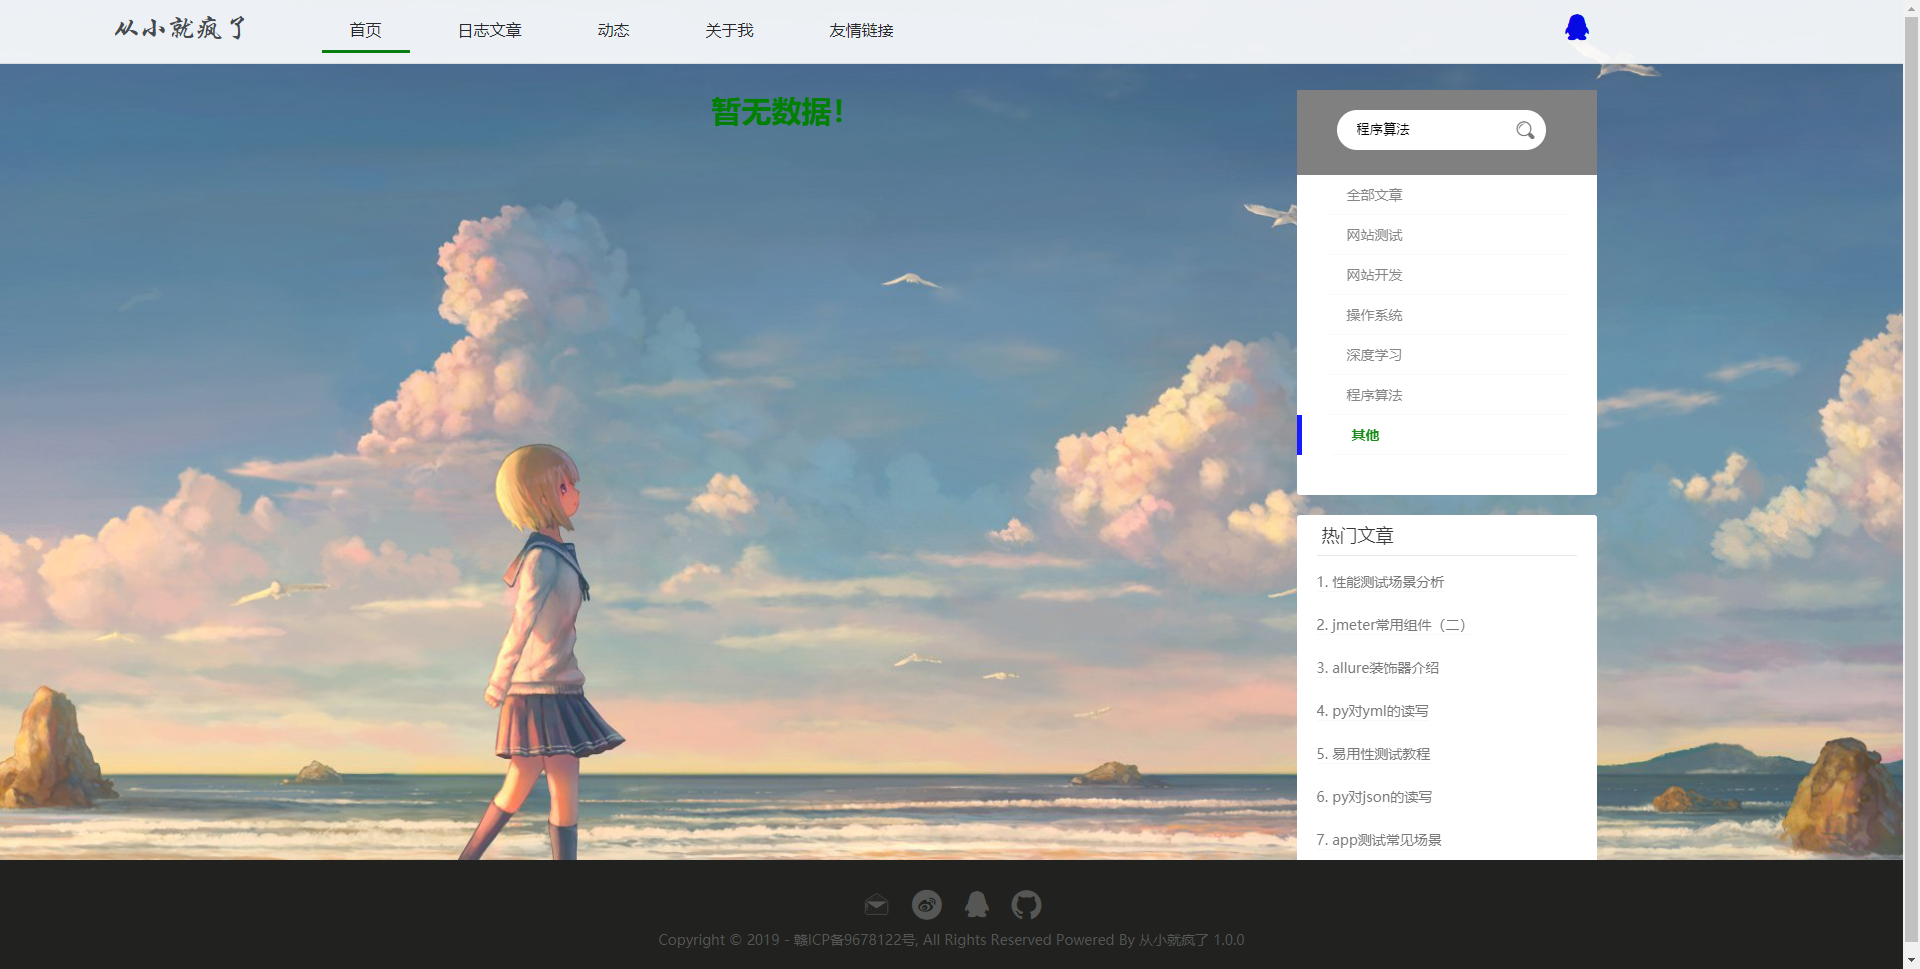 从小就疯了
首页 日志文章 动态 关于我 友情链接
暂无数据!
程序算法
全部文章
网站测试
网站开发
操作系统
深度学习
程序算法
其他
热门文章
1. 性能测试场景分析
2. jmeter常用组件（二）
3. allure装饰器介绍
4. py对yml的读写
5. 易用性测试教程
6. py对json的读写
7. app测试常见场景
Copyright © 2019 - 赣ICP备9678122号, All Rights Reserved Powered By 从小就疯了 1.0.0